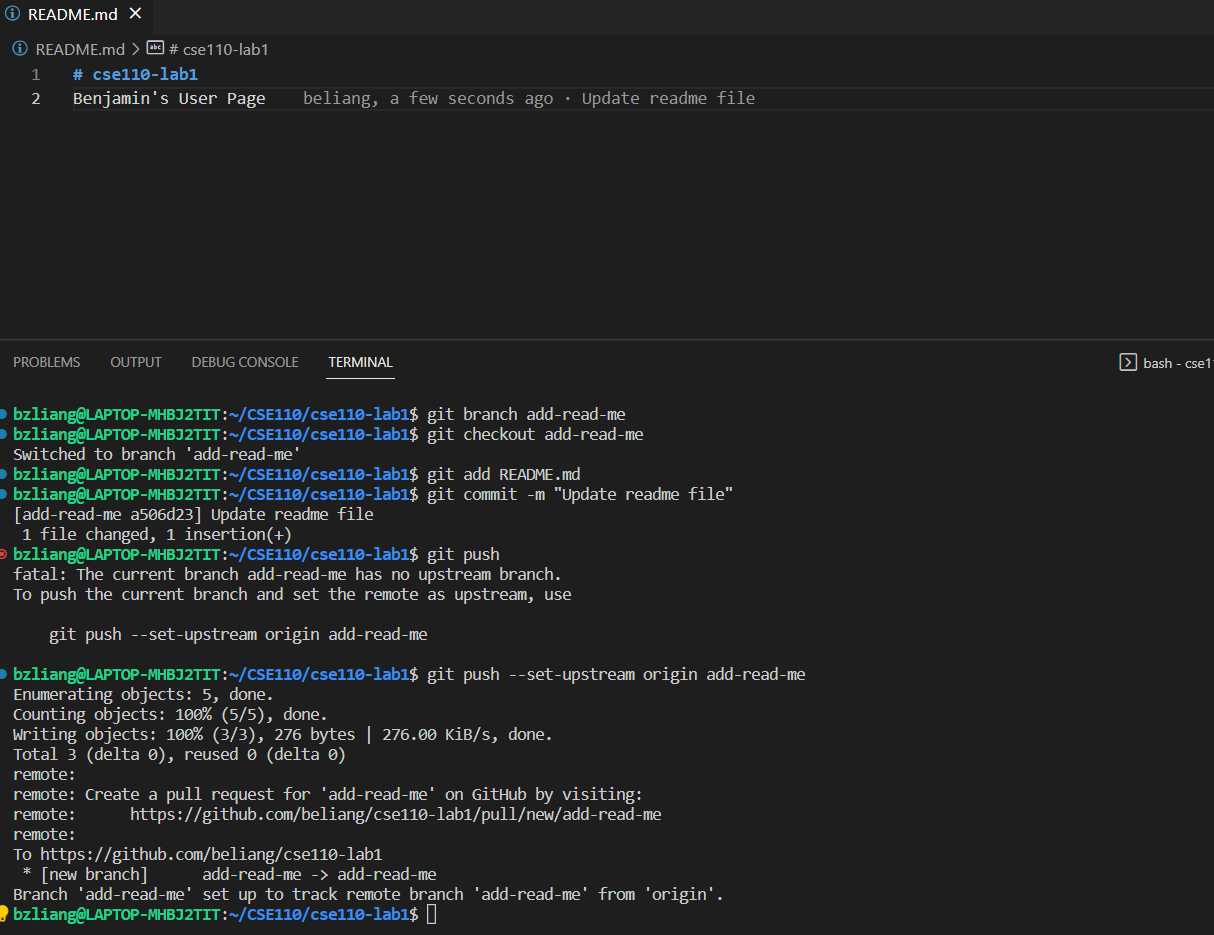 README.md
README.md > # cse110-lab1
1 # cse110-lab1
2 Benjamin's User Page beliang, a few seconds ago · Update readme file
PROBLEMS OUTPUT DEBUG CONSOLE TERMINAL bash - cse1
bzliang@LAPTOP-MHBJ2TIT:~/CSE110/cse110-lab1$ git branch add-read-me
bzliang@LAPTOP-MHBJ2TIT:~/CSE110/cse110-lab1$ git checkout add-read-me
Switched to branch 'add-read-me'
bzliang@LAPTOP-MHBJ2TIT:~/CSE110/cse110-lab1$ git add README.md
bzliang@LAPTOP-MHBJ2TIT:~/CSE110/cse110-lab1$ git commit -m "Update readme file"
[add-read-me a506d23] Update readme file
 1 file changed, 1 insertion(+)
bzliang@LAPTOP-MHBJ2TIT:~/CSE110/cse110-lab1$ git push
fatal: The current branch add-read-me has no upstream branch.
To push the current branch and set the remote as upstream, use
    git push --set-upstream origin add-read-me
bzliang@LAPTOP-MHBJ2TIT:~/CSE110/cse110-lab1$ git push --set-upstream origin add-read-me
Enumerating objects: 5, done.
Counting objects: 100% (5/5), done.
Writing objects: 100% (3/3), 276 bytes | 276.00 KiB/s, done.
Total 3 (delta 0), reused 0 (delta 0)
remote:
remote: Create a pull request for 'add-read-me' on GitHub by visiting:
remote:      https://github.com/beliang/cse110-lab1/pull/new/add-read-me
remote:
To https://github.com/beliang/cse110-lab1
 * [new branch]      add-read-me -> add-read-me
Branch 'add-read-me' set up to track remote branch 'add-read-me' from 'origin'.
bzliang@LAPTOP-MHBJ2TIT:~/CSE110/cse110-lab1$